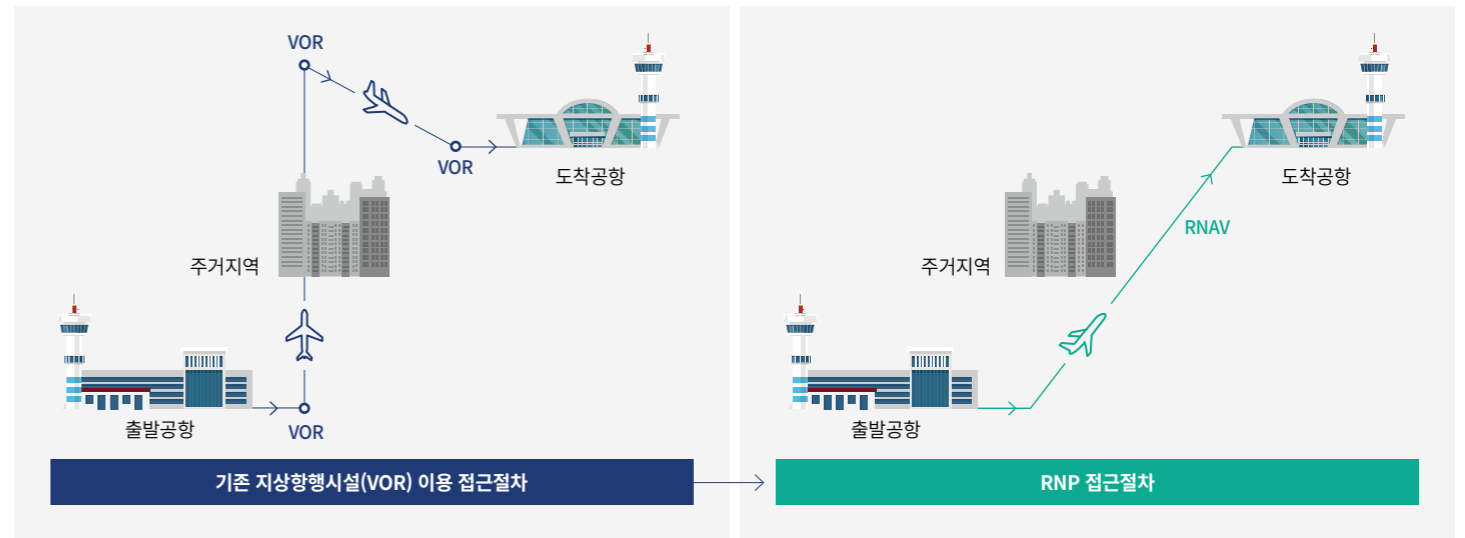 VOR
VOR
도착공항
주거지역
출발공항
VOR
기존 지상항행시설(VOR) 이용 접근절차
도착공항
RNAV
주거지역
출발공항
RNP 접근절차